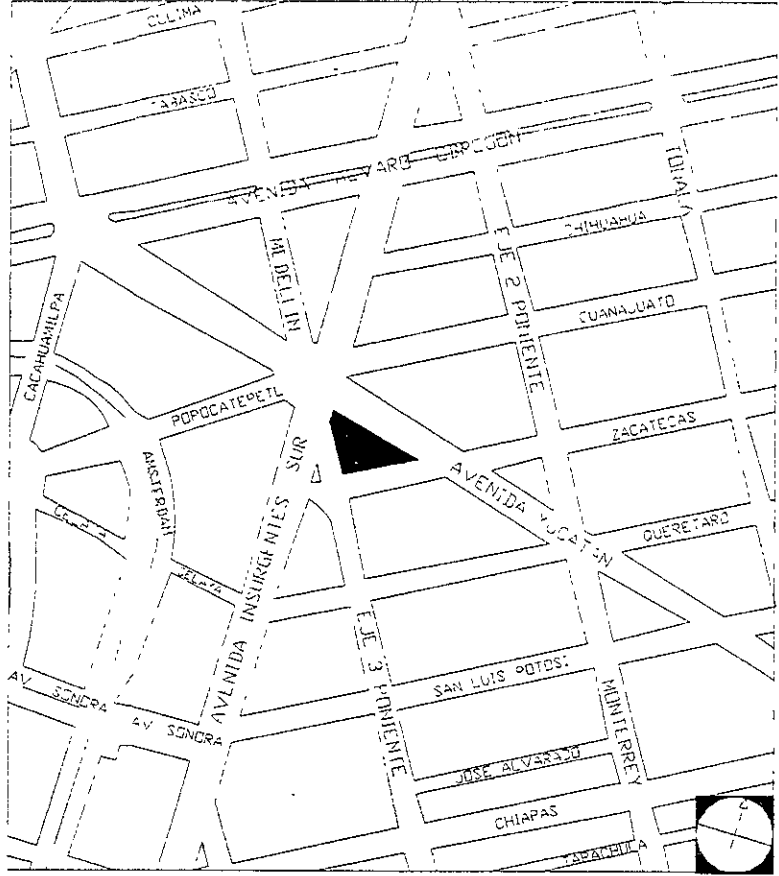 COLIMA
TABASCO
AVENIDA ALVARO OBREGON
TONALA
CHIHUAHUA
MEDELLIN
EJE 2 PONIENTE
CACAHUAMILPA
GUANAJUATO
POPOCATEPETL
ZACATECAS
AMSTERDAM
AVENIDA INSURGENTES SUR
AVENIDA YUCATAN
QUERETARO
CELAYA
EJE 3 PONIENTE
SAN LUIS POTOSI
AV. SONORA
AV SONORA
MONTERREY
JOSE ALVARADO
CHIAPAS
TAPACHULA